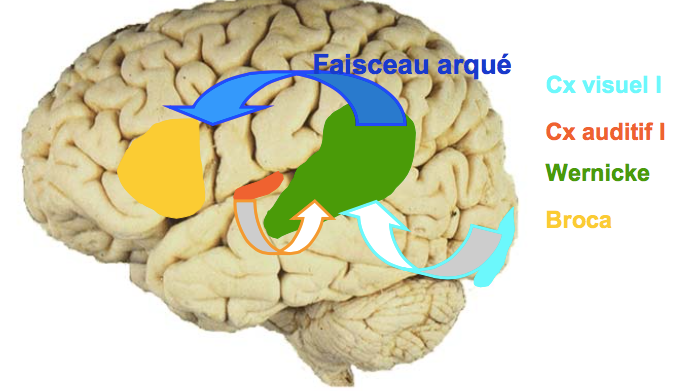 Faisceau arqué
Cx visuel I
Cx auditif I
Wernicke
Broca